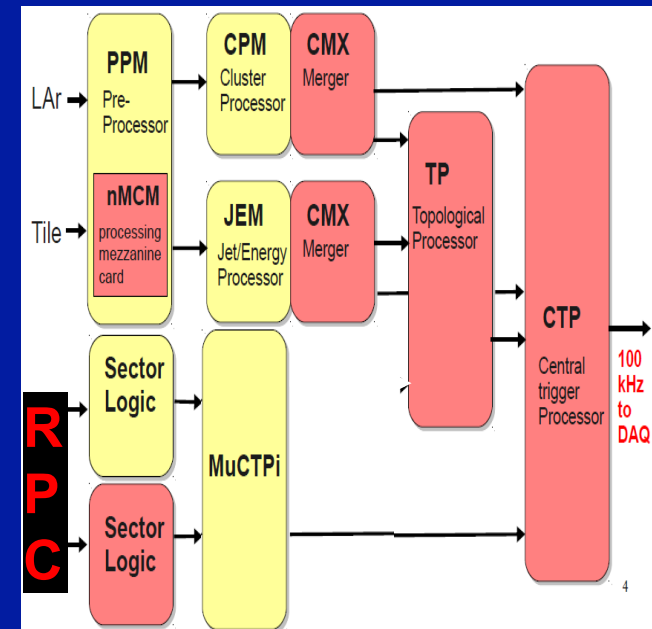 LAr
Tile
PPM
Pre-
Processor
nMCM
processing
mezzanine
card
CPM
Cluster
Processor
CMX
Merger
JEM
Jet/Energy
Processor
CMX
Merger
TP
Topological
Processor
CTP
Central
trigger
Processor
100
kHz
to
DAQ
R
P
C
Sector
Logic
Sector
Logic
MuCTPi
4